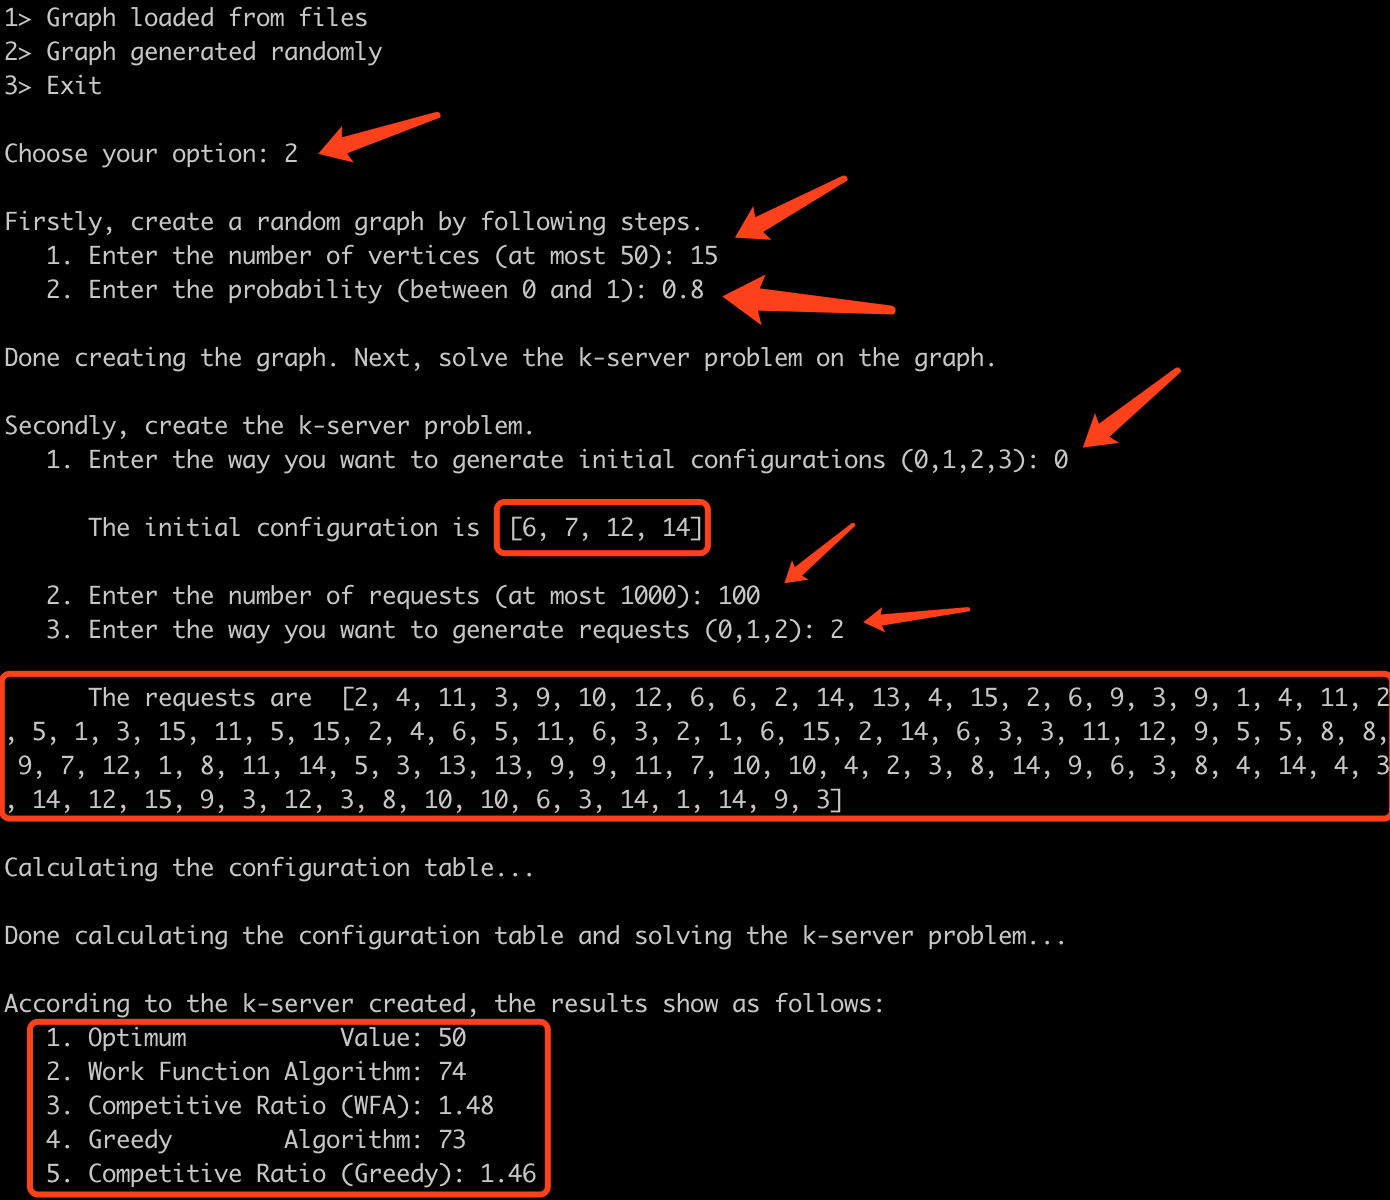 1> Graph loaded from files
2> Graph generated randomly
3> Exit
Choose your option: 2
Firstly, create a random graph by following steps.
1. Enter the number of vertices (at most 50): 15
2. Enter the probability (between 0 and 1): 0.8
Done creating the graph. Next, solve the k-server problem on the graph.
Secondly, create the k-server problem.
1. Enter the way you want to generate initial configurations (0,1,2,3): 0
The initial configuration is [6, 7, 12, 14]
2. Enter the number of requests (at most 1000): 100
3. Enter the way you want to generate requests (0,1,2): 2
The requests are [2, 4, 11, 3, 9, 10, 12, 6, 6, 2, 14, 13, 4, 15, 2, 6, 9, 3, 9, 1, 4, 11, 2
, 5, 1, 3, 15, 11, 5, 15, 2, 4, 6, 5, 11, 6, 3, 2, 1, 6, 15, 2, 14, 6, 3, 3, 11, 12, 9, 5, 5, 8, 8,
9, 7, 12, 1, 8, 11, 14, 5, 3, 13, 13, 9, 9, 11, 7, 10, 10, 4, 2, 3, 8, 14, 9, 6, 3, 8, 4, 14, 4, 3
, 14, 12, 15, 9, 3, 12, 3, 8, 10, 10, 6, 3, 14, 1, 14, 9, 3]
Calculating the configuration table...
Done calculating the configuration table and solving the k-server problem...
According to the k-server created, the results show as follows:
1. Optimum Value: 50
2. Work Function Algorithm: 74
3. Competitive Ratio (WFA): 1.48
4. Greedy Algorithm: 73
5. Competitive Ratio (Greedy): 1.46